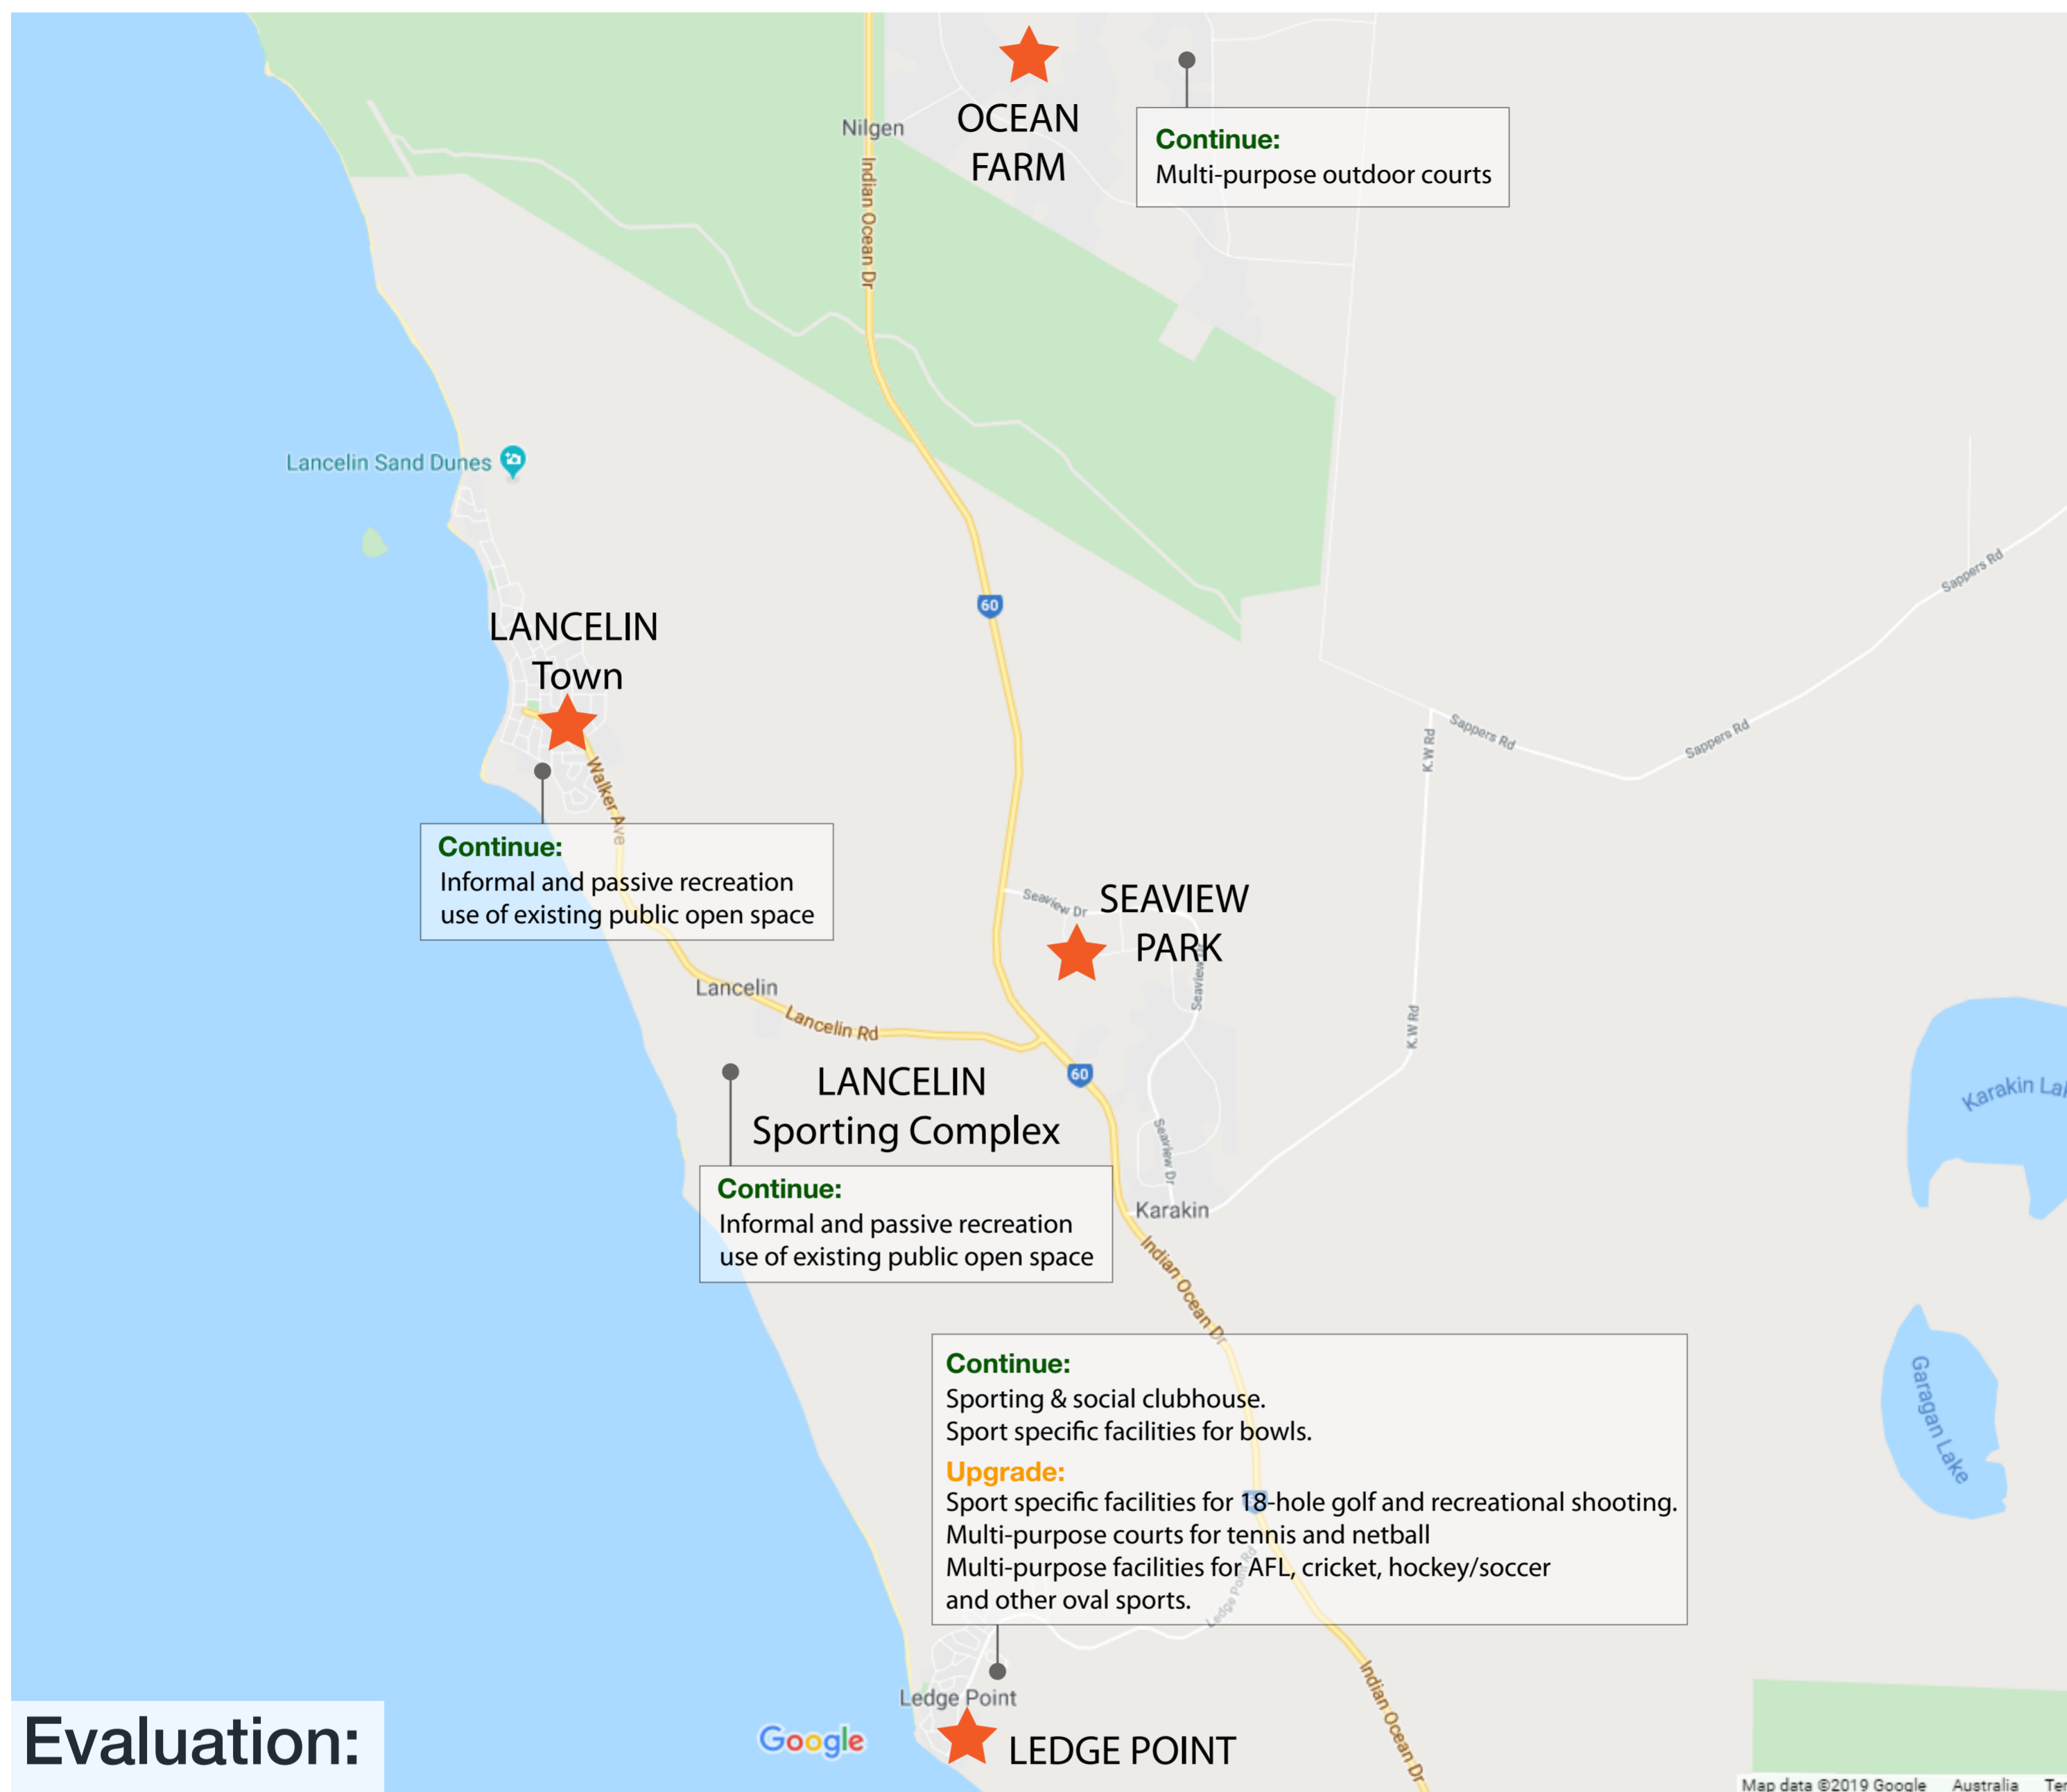 OCEAN
FARM
Nilgen
Continue:
Multi-purpose outdoor courts
Indian Ocean Dr
Lancelin Sand Dunes
60
Sappers Rd
LANCELIN
Town
Sappers Rd
Sappers Rd
K.W Rd
Walker Ave
Continue:
Informal and passive recreation
use of existing public open space
Seaview Dr
SEAVIEW
PARK
Seaview
Lancelin
Lancelin Rd
K.W Rd
60
LANCELIN
Sporting Complex
Karakin
Seaview Dr
Continue:
Informal and passive recreation
use of existing public open space
Karakin
Indian Ocean Dr
Continue:
Sporting & social clubhouse.
Sport specific facilities for bowls.
Upgrade:
Sport specific facilities for 18-hole golf and recreational shooting.
Multi-purpose courts for tennis and netball
Multi-purpose facilities for AFL, cricket, hockey/soccer
and other oval sports.
Garagan Lake
Ledge Point Rd
Ledge Point
Indian Ocean Dr
Evaluation:
Google
LEDGE POINT
Map data ©2019 Google Australia